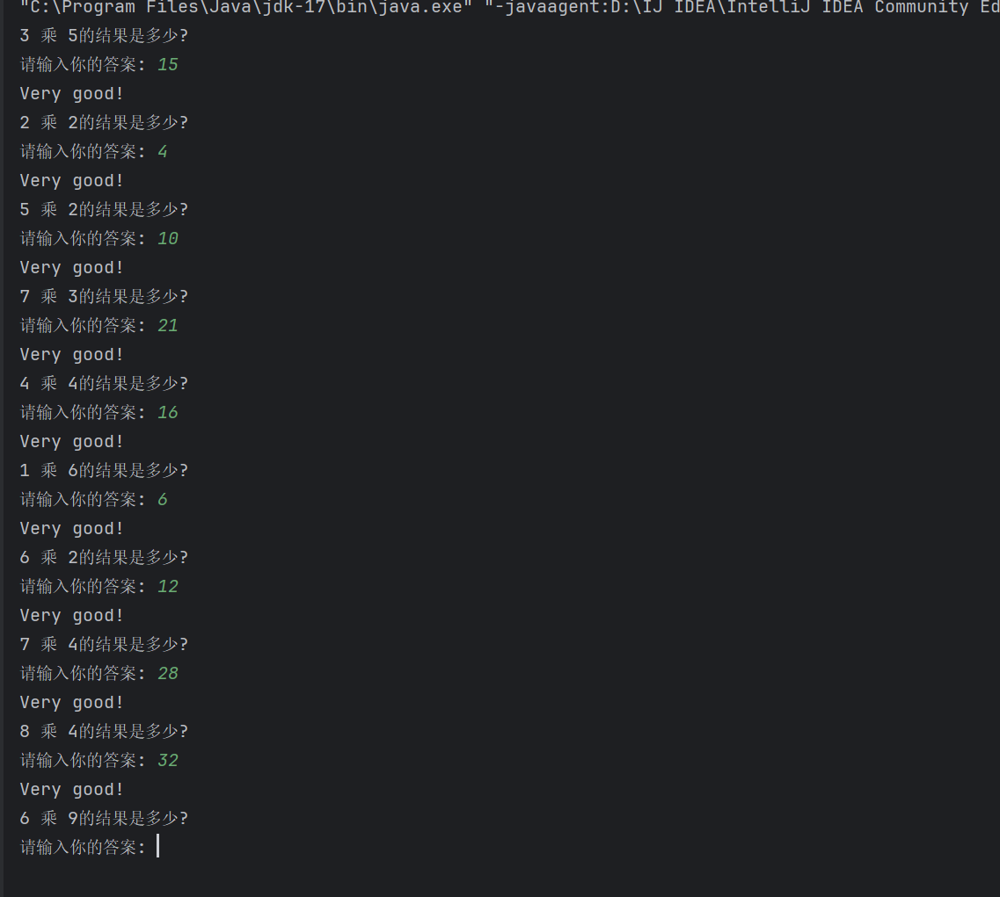 "C:\Program Files\Java\jdk-17\bin\java.exe" "-javaagent:D:\IJ IDEA\IntelliJ IDEA Community Ed
3 乘 5的结果是多少?
请输入你的答案: 15
Very good!
2 乘 2的结果是多少?
请输入你的答案: 4
Very good!
5 乘 2的结果是多少?
请输入你的答案: 10
Very good!
7 乘 3的结果是多少?
请输入你的答案: 21
Very good!
4 乘 4的结果是多少?
请输入你的答案: 16
Very good!
1 乘 6的结果是多少?
请输入你的答案: 6
Very good!
6 乘 2的结果是多少?
请输入你的答案: 12
Very good!
7 乘 4的结果是多少?
请输入你的答案: 28
Very good!
8 乘 4的结果是多少?
请输入你的答案: 32
Very good!
6 乘 9的结果是多少?
请输入你的答案: